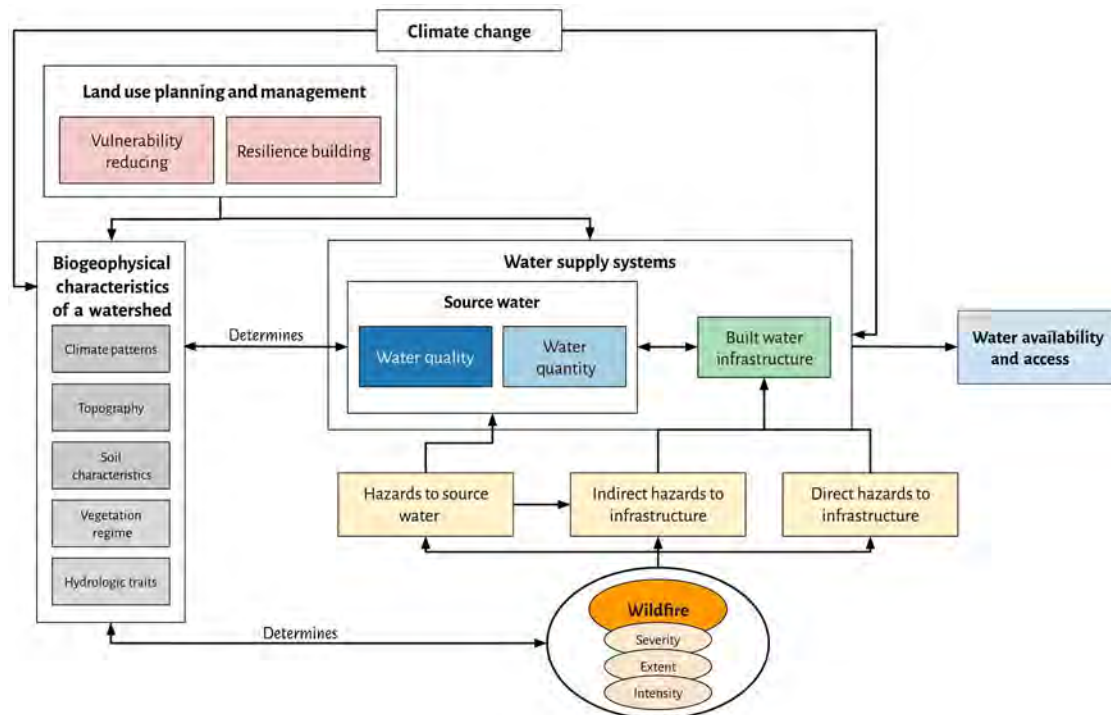 Climate change
Land use planning and management
Vulnerability
reducing
Resilience building
Biogeophysical
characteristics
of a watershed
Climate patterns
Topography
Soil
characteristics
Vegetation
regime
Hydrologic traits
Determines
Water supply systems
Source water
Water quality
Water
quantity
Built water
infrastructure
Water availability
and access
Hazards to source
water
Indirect hazards to
infrastructure
Direct hazards to
infrastructure
Determines
Wildfire
Severity
Extent
Intensity